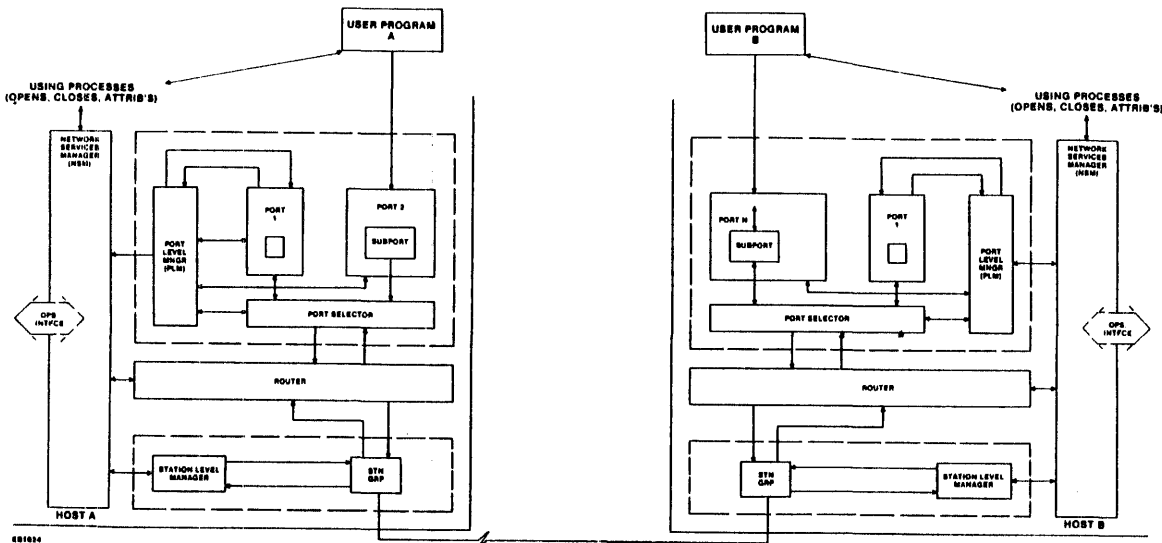 USER PROGRAM
A
USING PROCESSES
(OPENS, CLOSES, ATTRIB'S)
NETWORK
SERVICES
MANAGER
(NSM)
PORT
LEVEL
MNGR
(PLM)
PORT
1
PORT 2
SUBPORT
PORT SELECTOR
OPS
INTFCE
ROUTER
STATION LEVEL
MANAGER
STN
GRP
HOST A
USER PROGRAM
B
USING PROCESSES
(OPENS, CLOSES, ATTRIB'S)
NETWORK
SERVICES
MANAGER
(NSM)
PORT N
SUBPORT
PORT
1
PORT
LEVEL
MNGR
(PLM)
PORT SELECTOR
OPS
INTFCE
ROUTER
STN
GRP
STATION LEVEL
MANAGER
HOST B